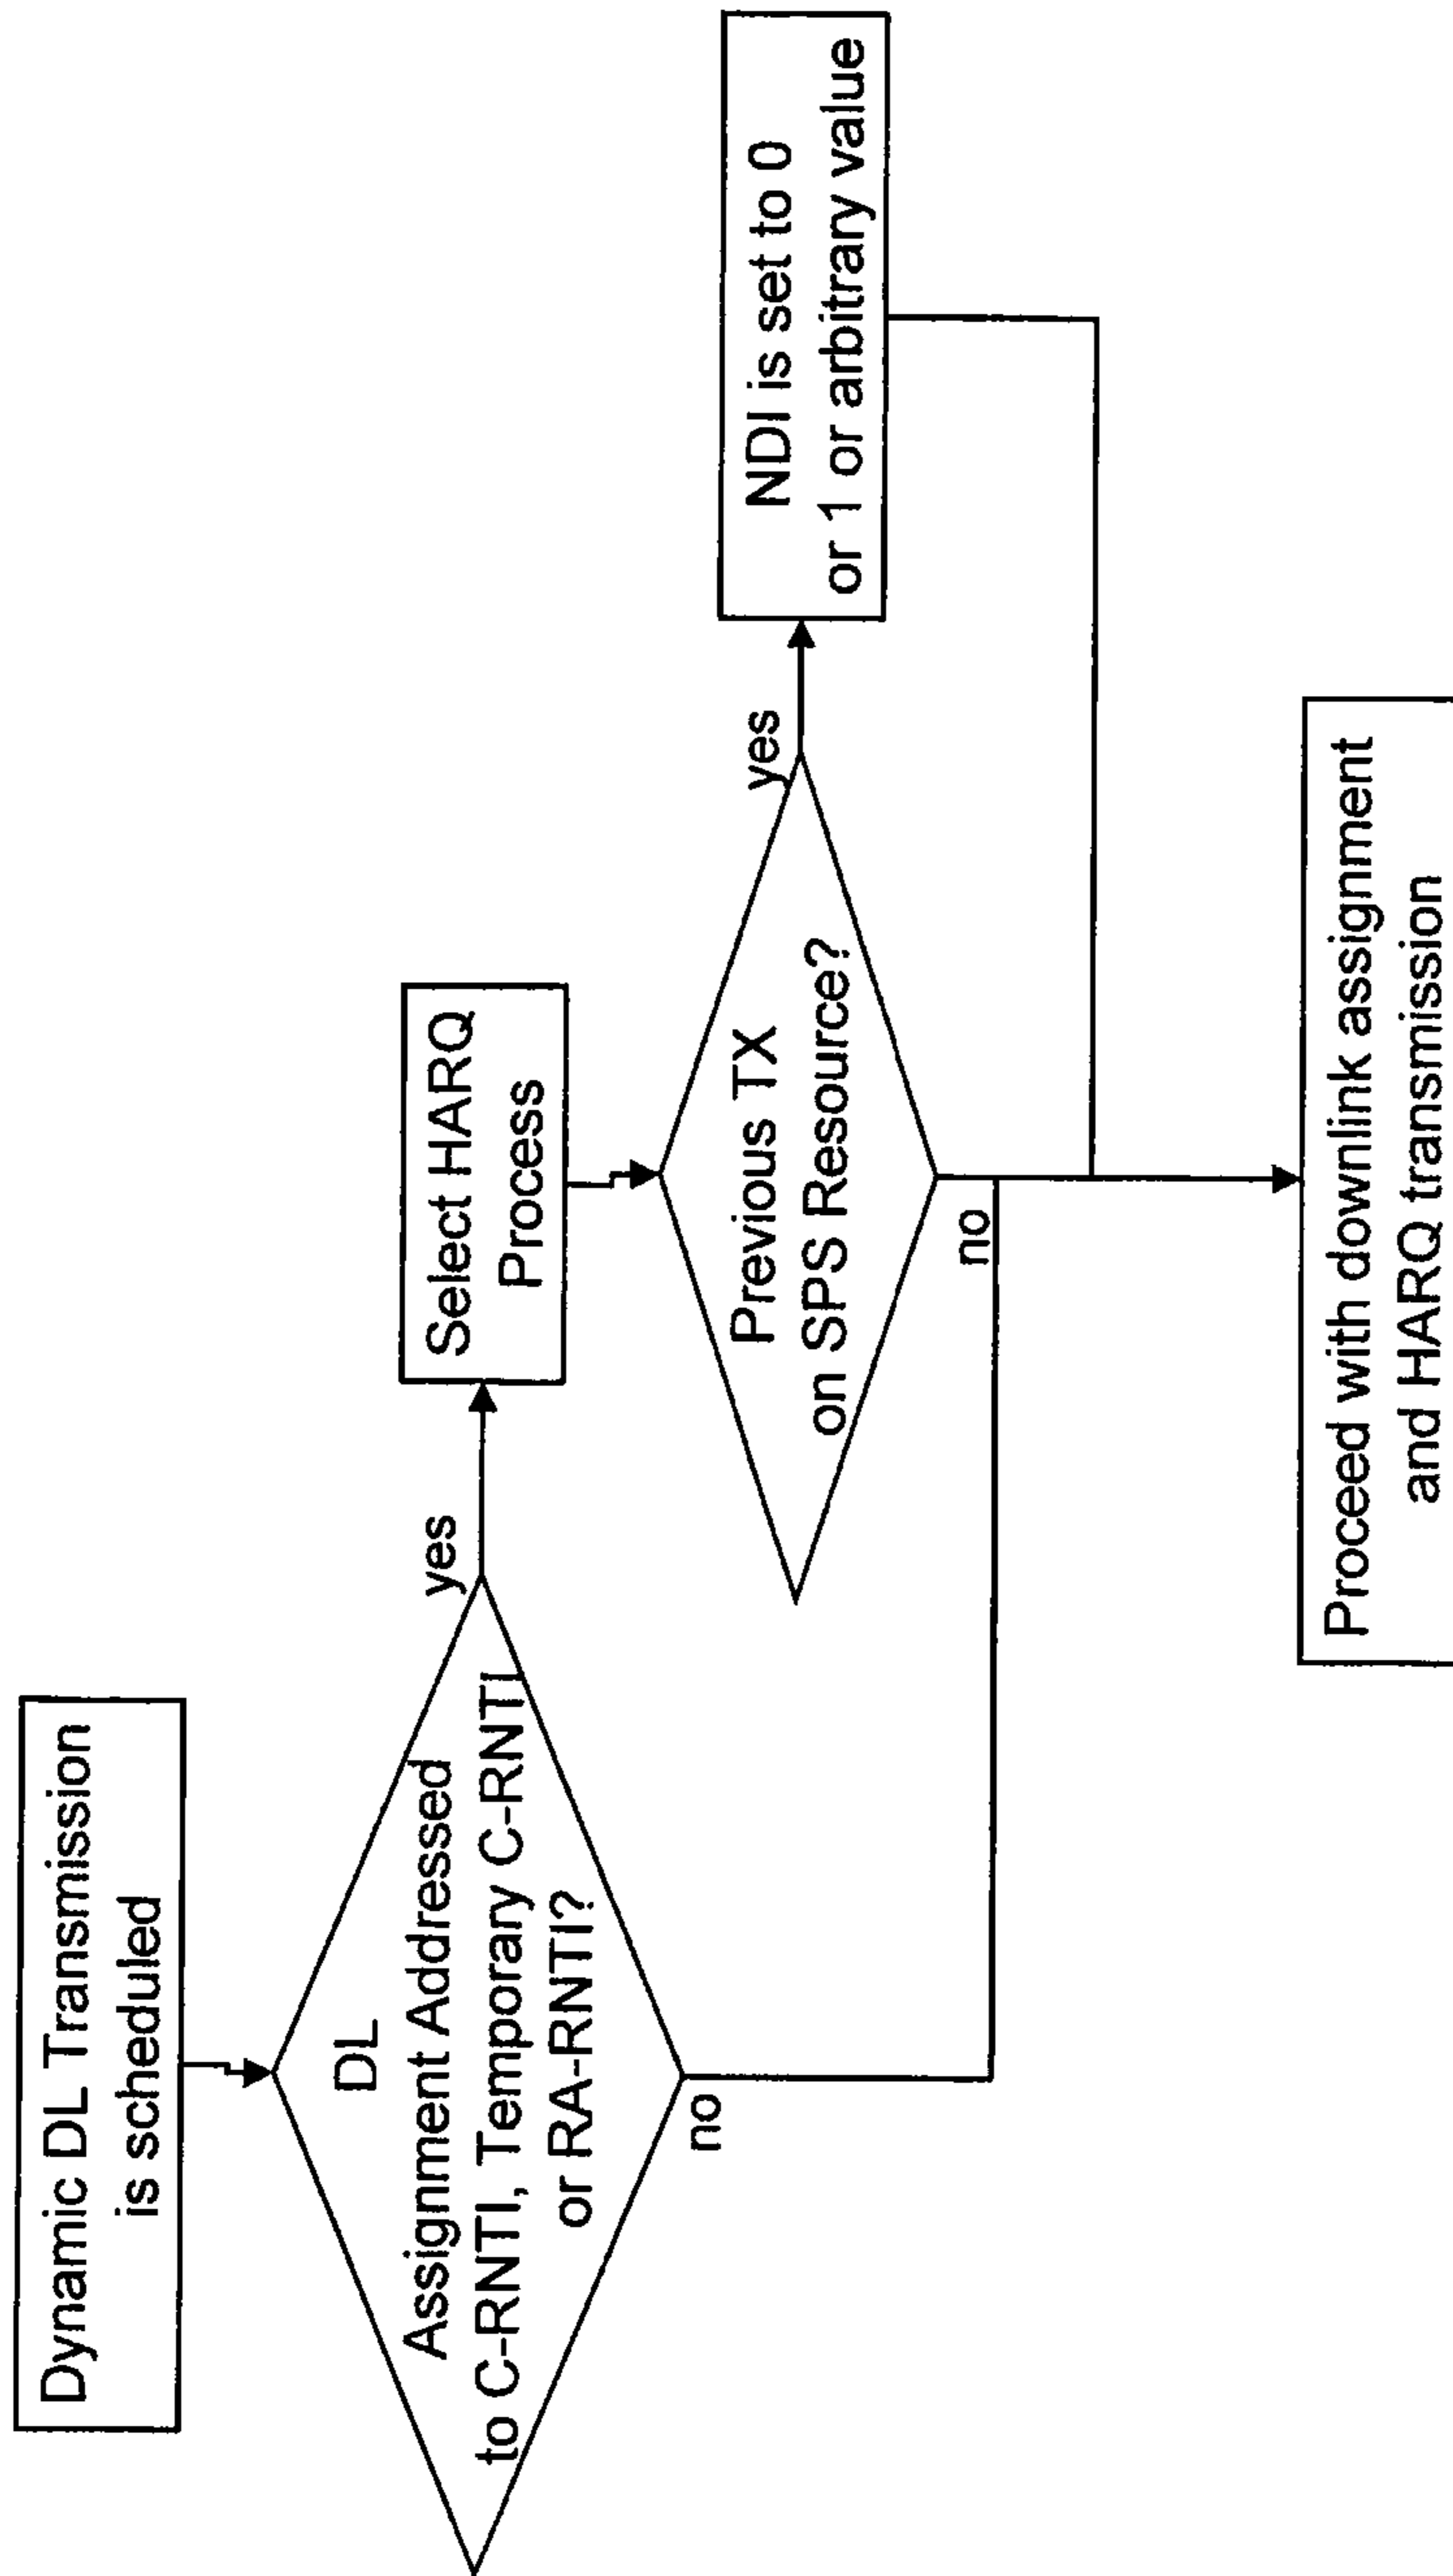 Dynamic DL Transmission
is scheduled
DL
Assignment Addressed
to C-RNTI, Temporary C-RNTI
or RA-RNTI?
yes
no
Select HARQ
Process
Previous TX
on SPS Resource?
yes
no
NDI is set to 0
or 1 or arbitrary value
Proceed with downlink assignment
and HARQ transmission